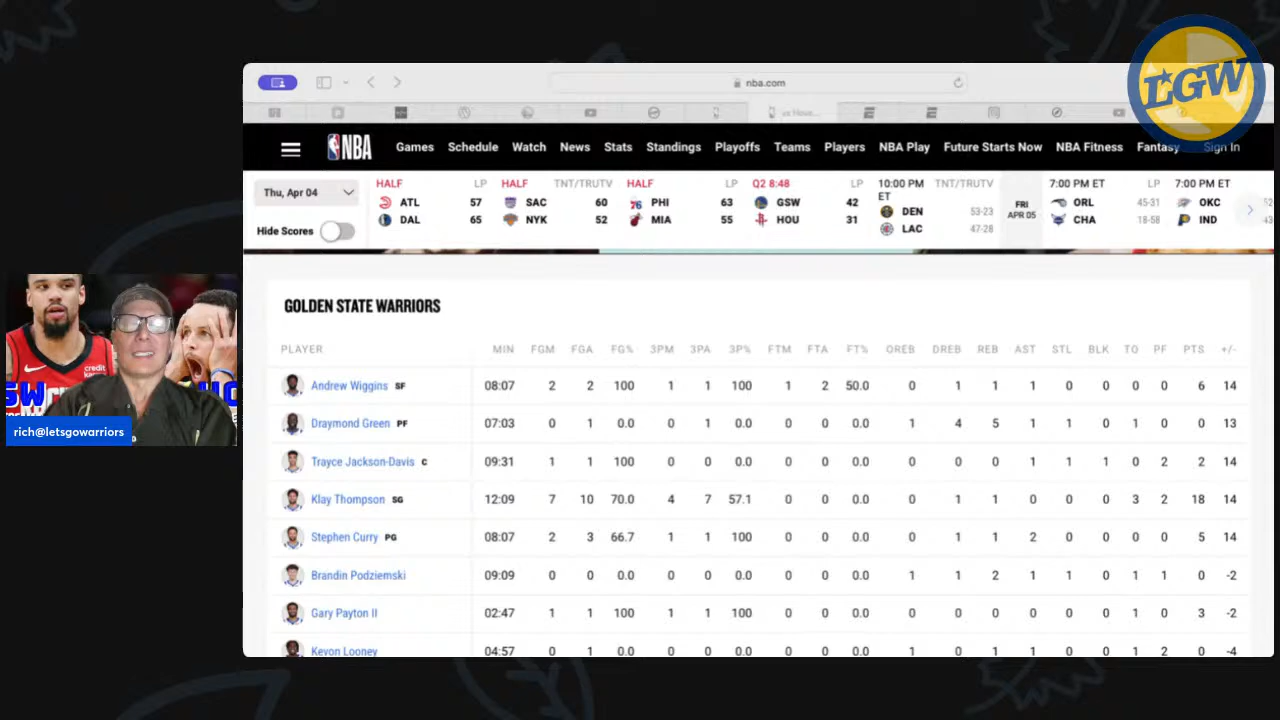 LGW
nba.com
NBA Games Schedule Watch News Stats Standings Playoffs Teams Players NBA Play Future Starts Now NBA Fitness Fantasy Sign In
Thu, Apr 04
Hide Scores
HALF LP
ATL 57
DAL 65
HALF TNT/TRUTV
SAC 60
NYK 52
HALF LP
PHI 63
MIA 55
Q2 8:48 LP
GSW 42
HOU 31
10:00 PM ET TNT/TRUTV
DEN 53-23
LAC 47-28
FRI
APR 05
7:00 PM ET LP
ORL 45-31
CHA 18-58
7:00 PM ET
OKC
IND
GOLDEN STATE WARRIORS
PLAYER MIN FGM FGA FG% 3PM 3PA 3P% FTM FTA FT% OREB DREB REB AST STL BLK TO PF PTS +/-
Andrew Wiggins SF 08:07 2 2 100 1 1 100 1 2 50.0 0 1 1 1 0 0 0 0 6 14
Draymond Green PF 07:03 0 1 0.0 0 1 0.0 0 0 0.0 1 4 5 1 1 0 1 0 0 13
Trayce Jackson-Davis C 09:31 1 1 100 0 0 0.0 0 0 0.0 0 0 0 1 1 1 0 2 2 14
Klay Thompson SG 12:09 7 10 70.0 4 7 57.1 0 0 0.0 0 1 1 0 0 0 3 2 18 14
Stephen Curry PG 08:07 2 3 66.7 1 1 100 0 0 0.0 0 1 1 2 0 0 0 0 5 14
Brandin Podziemski 09:09 0 0 0.0 0 0 0.0 0 0 0.0 1 1 2 1 1 0 1 1 0 -2
Gary Payton II 02:47 1 1 100 1 1 100 0 0 0.0 0 0 0 0 0 0 1 0 3 -2
Kevon Looney 04:57 0 1 0.0 0 0 0.0 0 0 0.0 1 0 1 1 0 0 1 2 0 -4
credit
rich@letsgowarriors